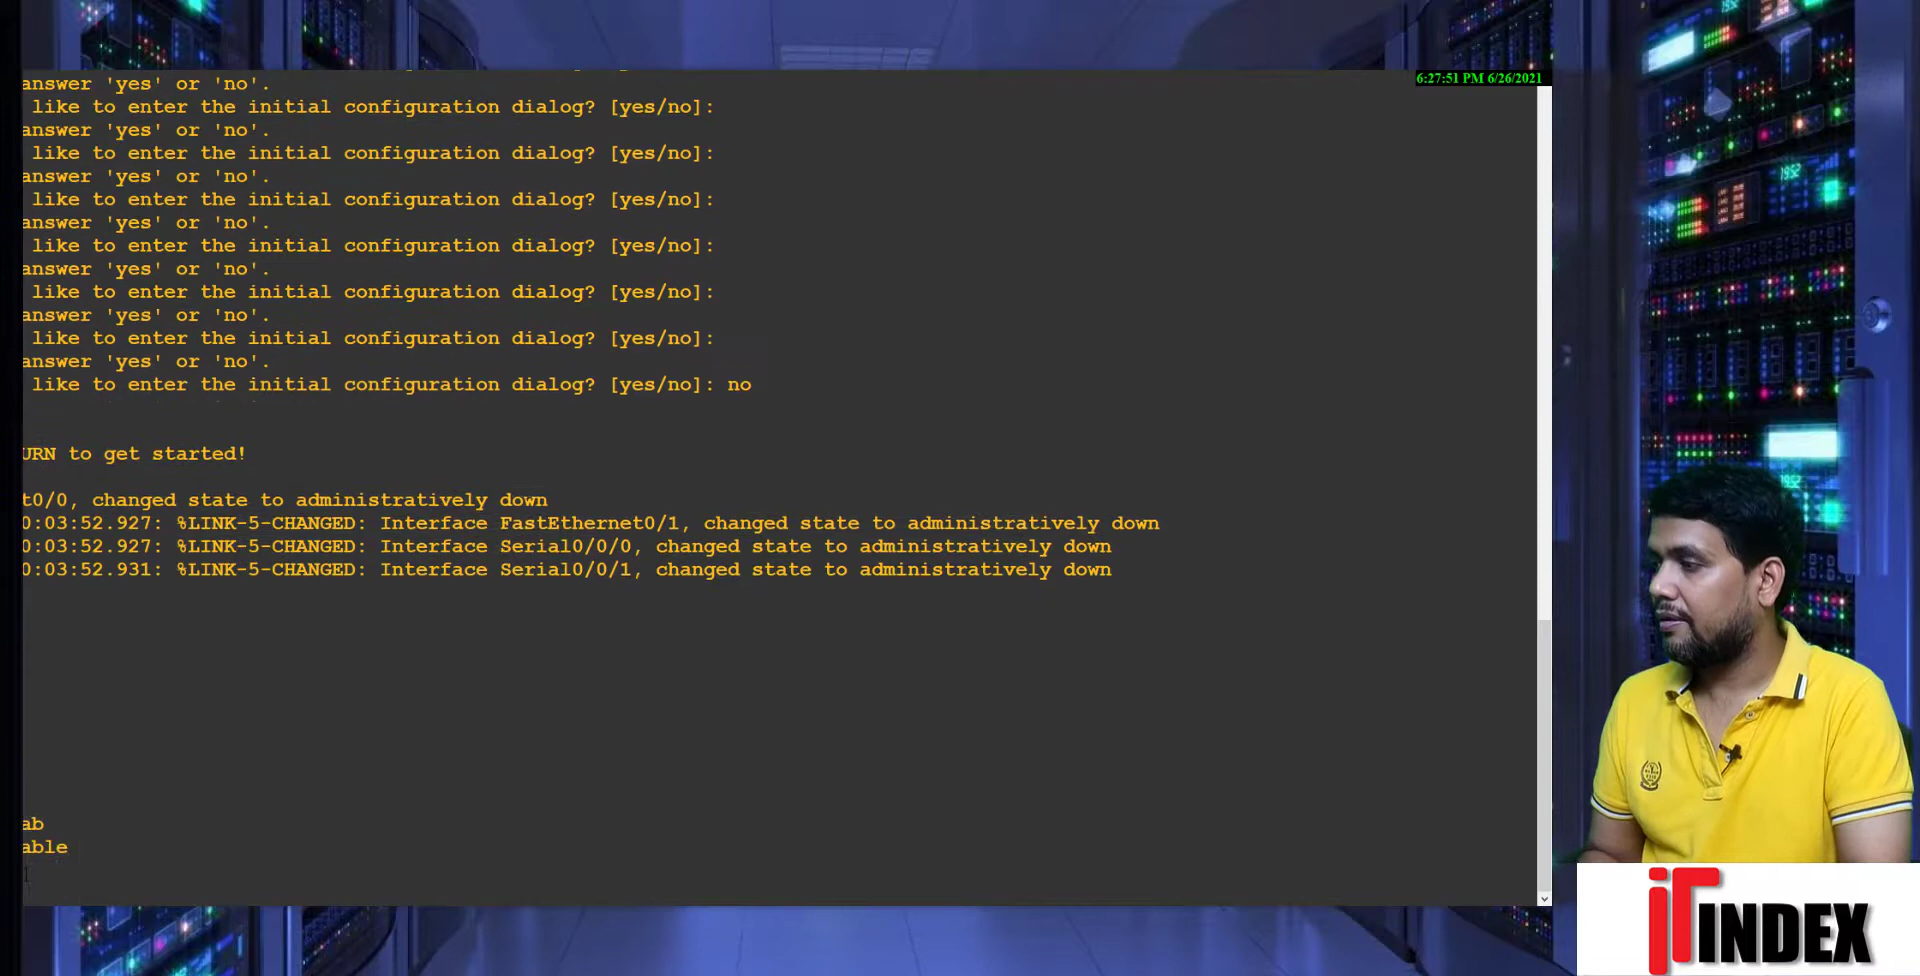 6:27:51 PM 6/26/2021
answer 'yes' or 'no'.
like to enter the initial configuration dialog? [yes/no]:
answer 'yes' or 'no'.
like to enter the initial configuration dialog? [yes/no]:
answer 'yes' or 'no'.
like to enter the initial configuration dialog? [yes/no]:
answer 'yes' or 'no'.
like to enter the initial configuration dialog? [yes/no]:
answer 'yes' or 'no'.
like to enter the initial configuration dialog? [yes/no]:
answer 'yes' or 'no'.
like to enter the initial configuration dialog? [yes/no]:
answer 'yes' or 'no'.
like to enter the initial configuration dialog? [yes/no]: no
URN to get started!
t0/0, changed state to administratively down
0:03:52.927: %LINK-5-CHANGED: Interface FastEthernet0/1, changed state to administratively down
0:03:52.927: %LINK-5-CHANGED: Interface Serial0/0/0, changed state to administratively down
0:03:52.931: %LINK-5-CHANGED: Interface Serial0/0/1, changed state to administratively down
ab
able
iT INDEX